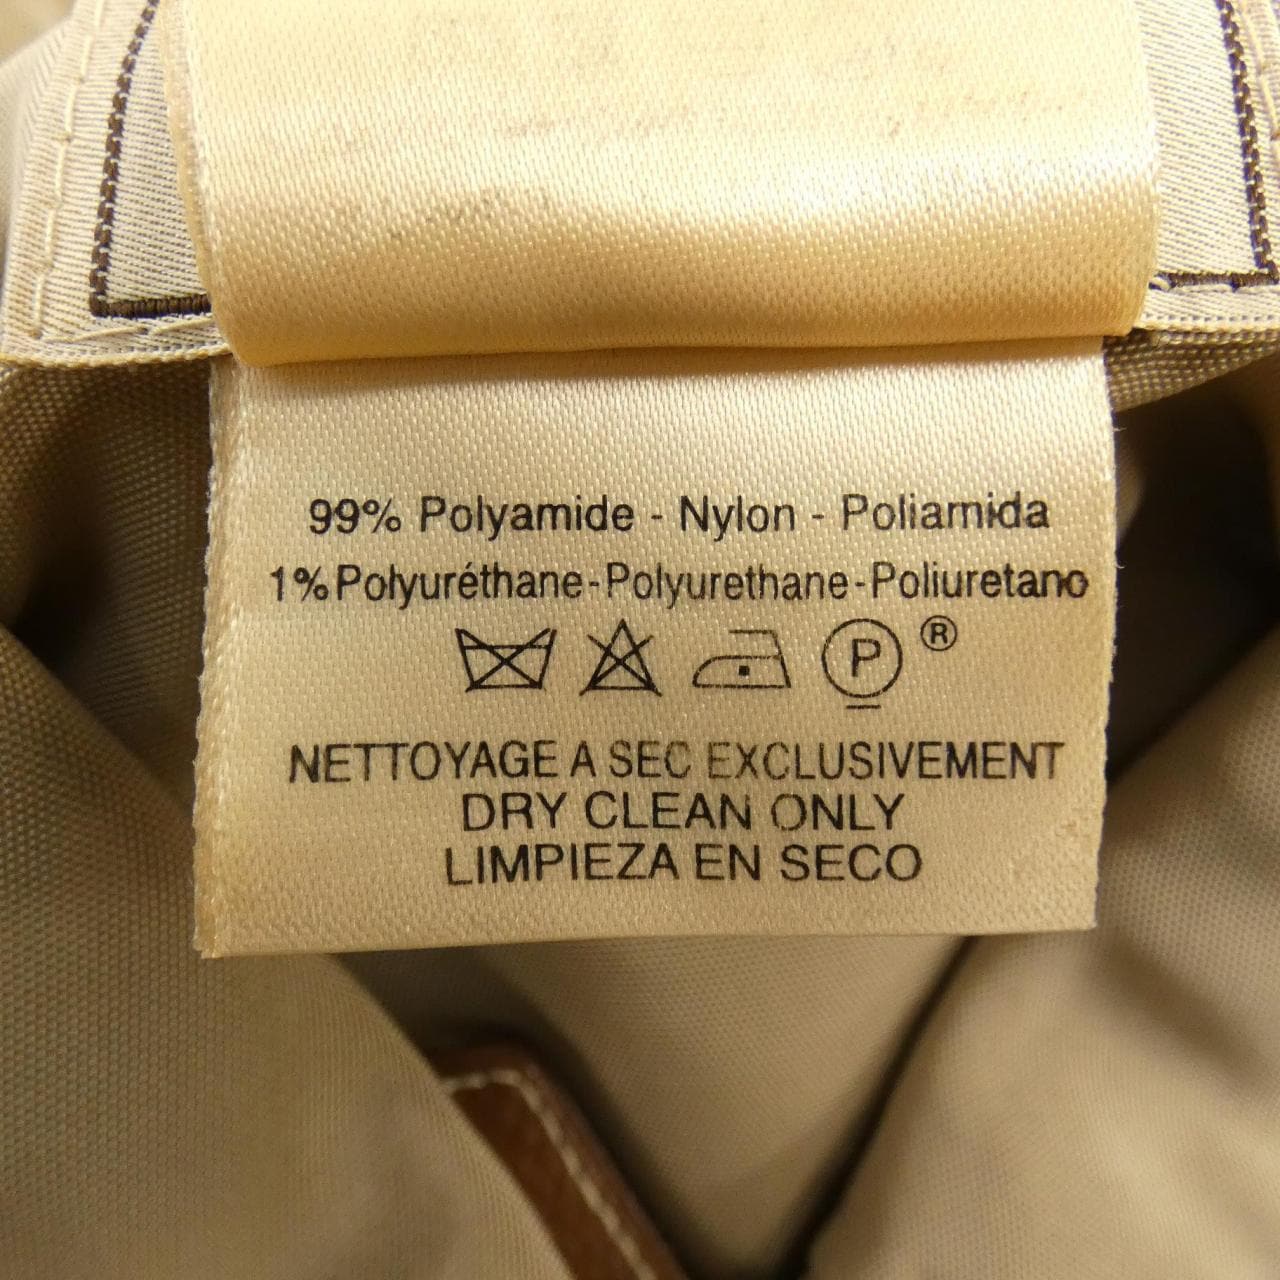 99% Polyamide - Nylon - Poliamida
1% Polyuréthane - Polyurethane - Poliuretano
P ®
NETTOYAGE A SEC EXCLUSIVEMENT
DRY CLEAN ONLY
LIMPIEZA EN SECO